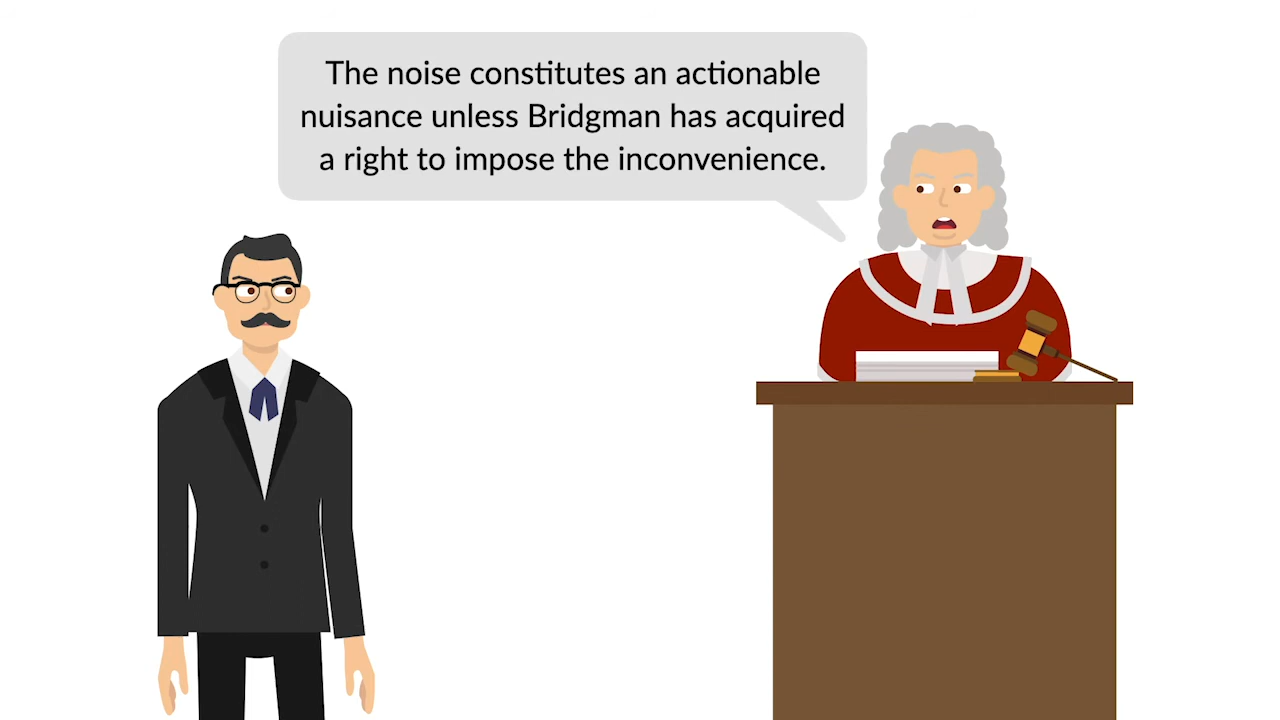 The noise constitutes an actionable
nuisance unless Bridgman has acquired
a right to impose the inconvenience.